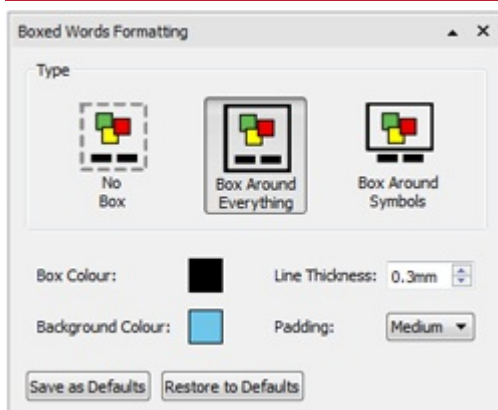 Boxed Words Formatting
Type
No
Box
Box Around
Everything
Box Around
Symbols
Box Colour:
Line Thickness: 0.3mm
Background Colour:
Padding: Medium
Save as Defaults Restore to Defaults